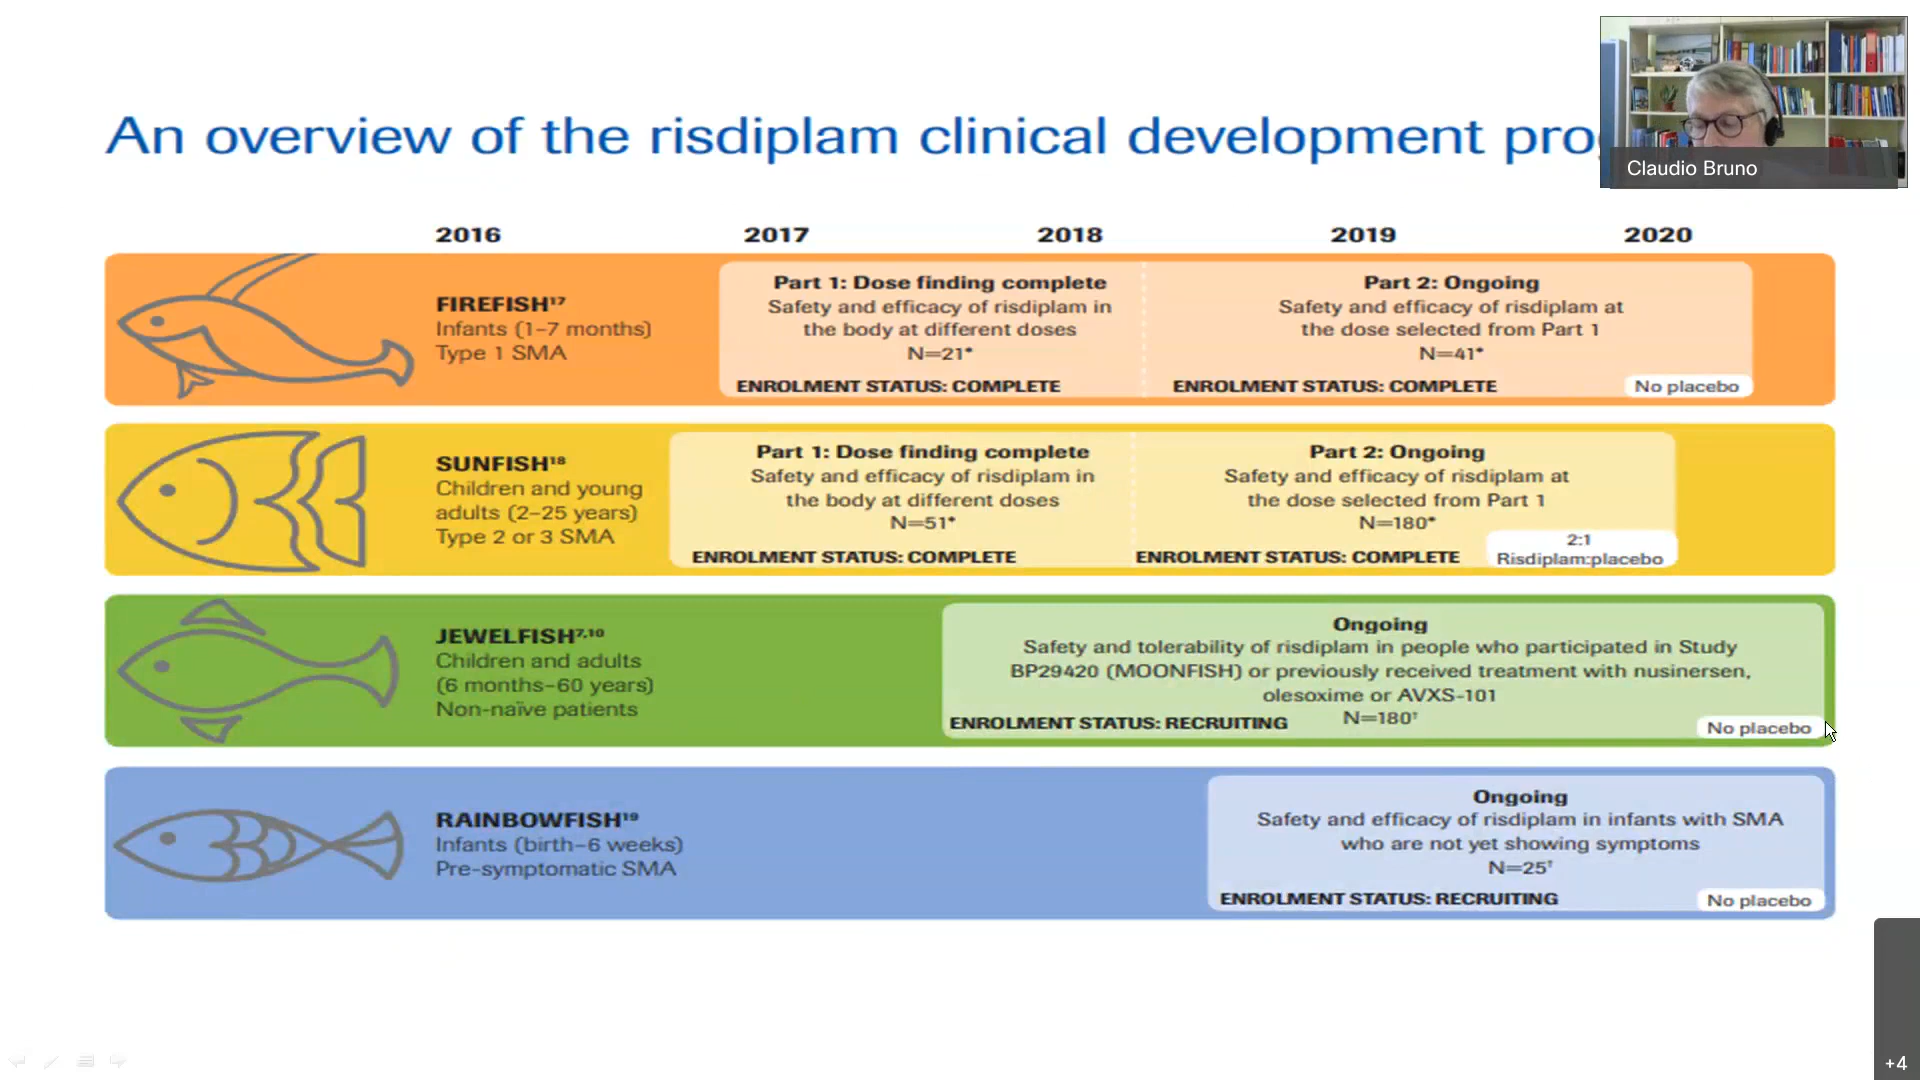 An overview of the risdiplam clinical development
Claudio Bruno
2016 2017 2018 2019 2020
FIREFISH¹⁷
Infants (1–7 months)
Type 1 SMA
Part 1: Dose finding complete
Safety and efficacy of risdiplam in
the body at different doses
N=21*
ENROLMENT STATUS: COMPLETE
Part 2: Ongoing
Safety and efficacy of risdiplam at
the dose selected from Part 1
N=41*
ENROLMENT STATUS: COMPLETE
No placebo
SUNFISH¹⁸
Children and young
adults (2–25 years)
Type 2 or 3 SMA
Part 1: Dose finding complete
Safety and efficacy of risdiplam in
the body at different doses
N=51*
ENROLMENT STATUS: COMPLETE
Part 2: Ongoing
Safety and efficacy of risdiplam at
the dose selected from Part 1
N=180*
ENROLMENT STATUS: COMPLETE
2:1
Risdiplam:placebo
JEWELFISH⁷,¹⁰
Children and adults
(6 months–60 years)
Non-naïve patients
Ongoing
Safety and tolerability of risdiplam in people who participated in Study
BP29420 (MOONFISH) or previously received treatment with nusinersen,
olesoxime or AVXS-101
N=180†
ENROLMENT STATUS: RECRUITING
No placebo
RAINBOWFISH¹⁹
Infants (birth–6 weeks)
Pre-symptomatic SMA
Ongoing
Safety and efficacy of risdiplam in infants with SMA
who are not yet showing symptoms
N=25†
ENROLMENT STATUS: RECRUITING
No placebo
+4